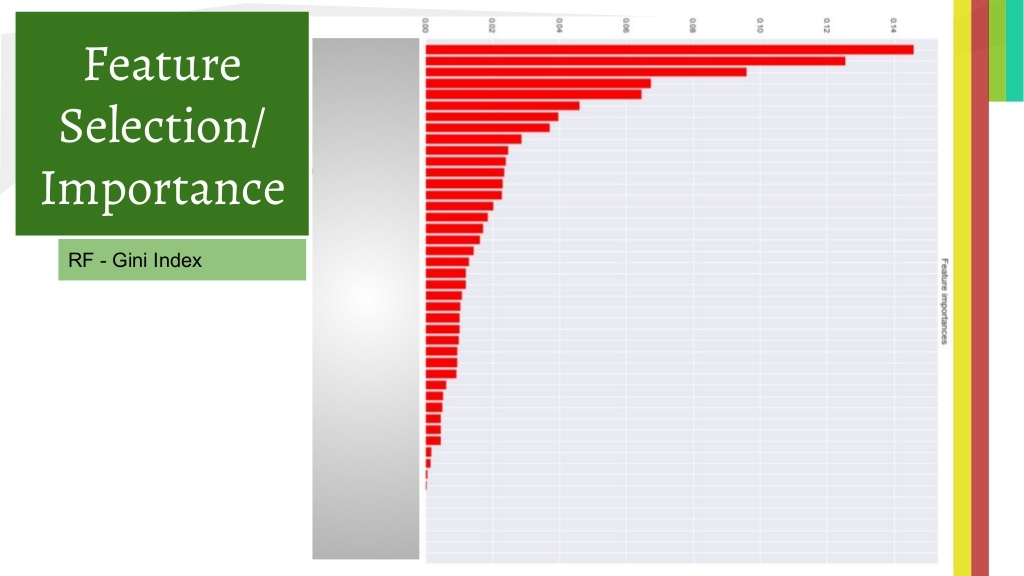 Feature
Selection/
Importance
RF - Gini Index
0.00
0.02
0.04
0.06
0.08
0.10
0.12
0.14
Feature importances